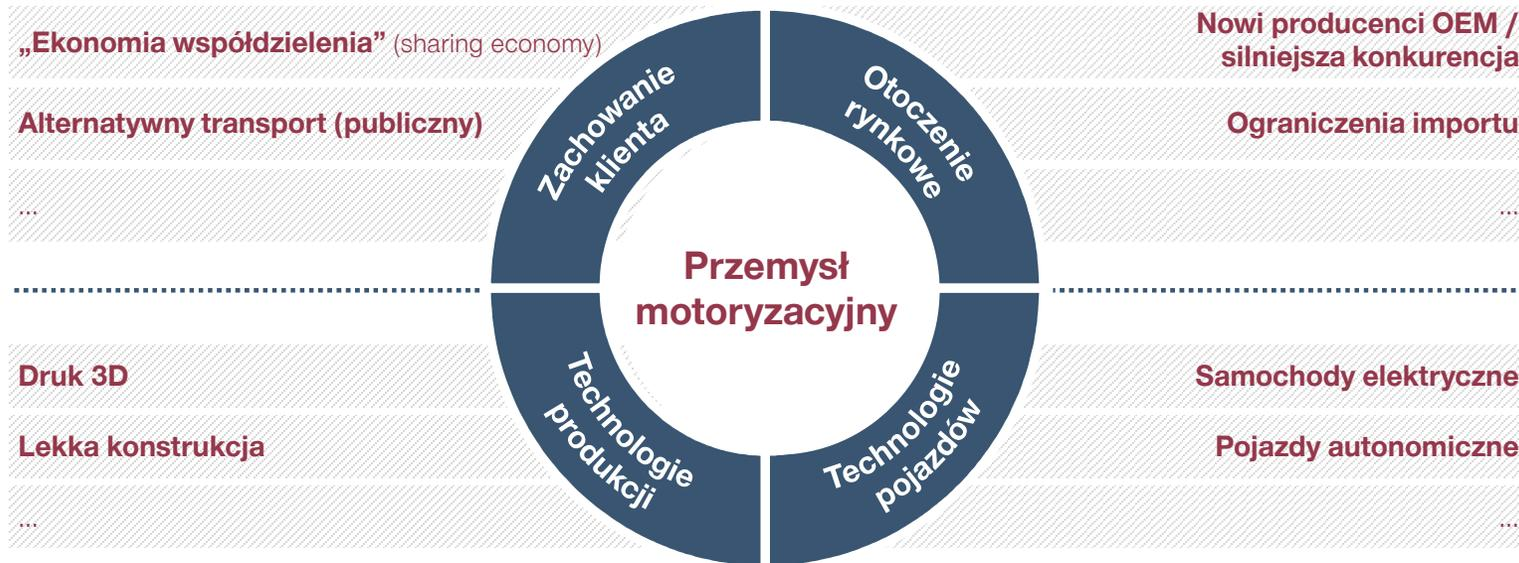 „Ekonomia współdzielenia” (sharing economy)
Alternatywny transport (publiczny)
...
Zachowanie
klienta
Otoczenie
rynkowe
Nowi producenci OEM /
silniejsza konkurencja
Ograniczenia importu
...
Przemysł
motoryzacyjny
Druk 3D
Lekka konstrukcja
...
Technologie
produkcji
Technologie
pojazdów
Samochody elektryczne
Pojazdy autonomiczne
...